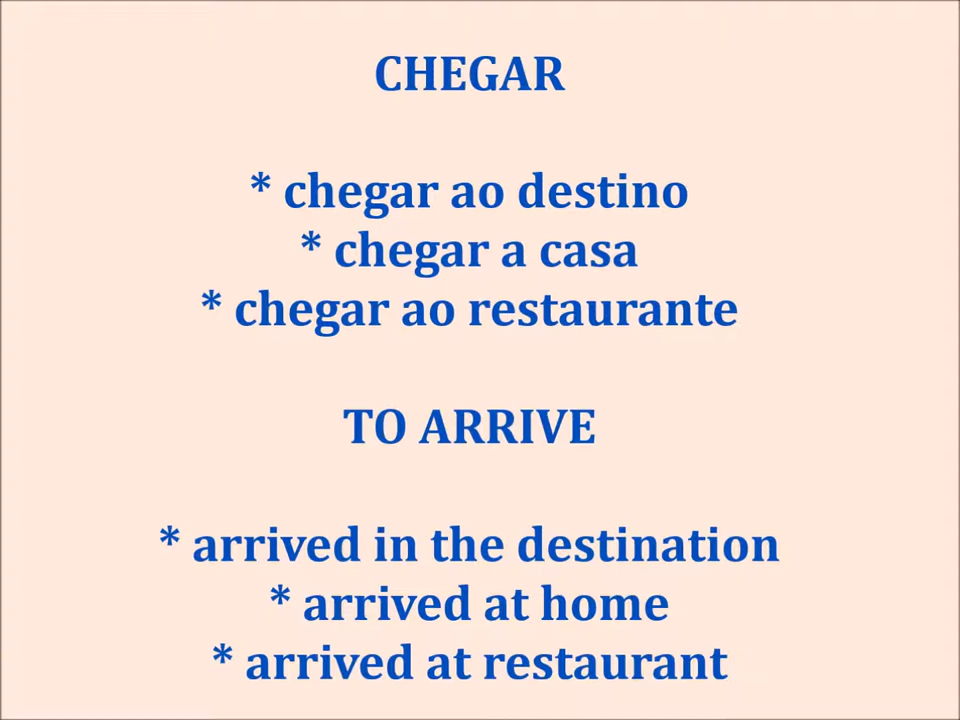 CHEGAR
* chegar ao destino
* chegar a casa
* chegar ao restaurante
TO ARRIVE
* arrived in the destination
* arrived at home
* arrived at restaurant